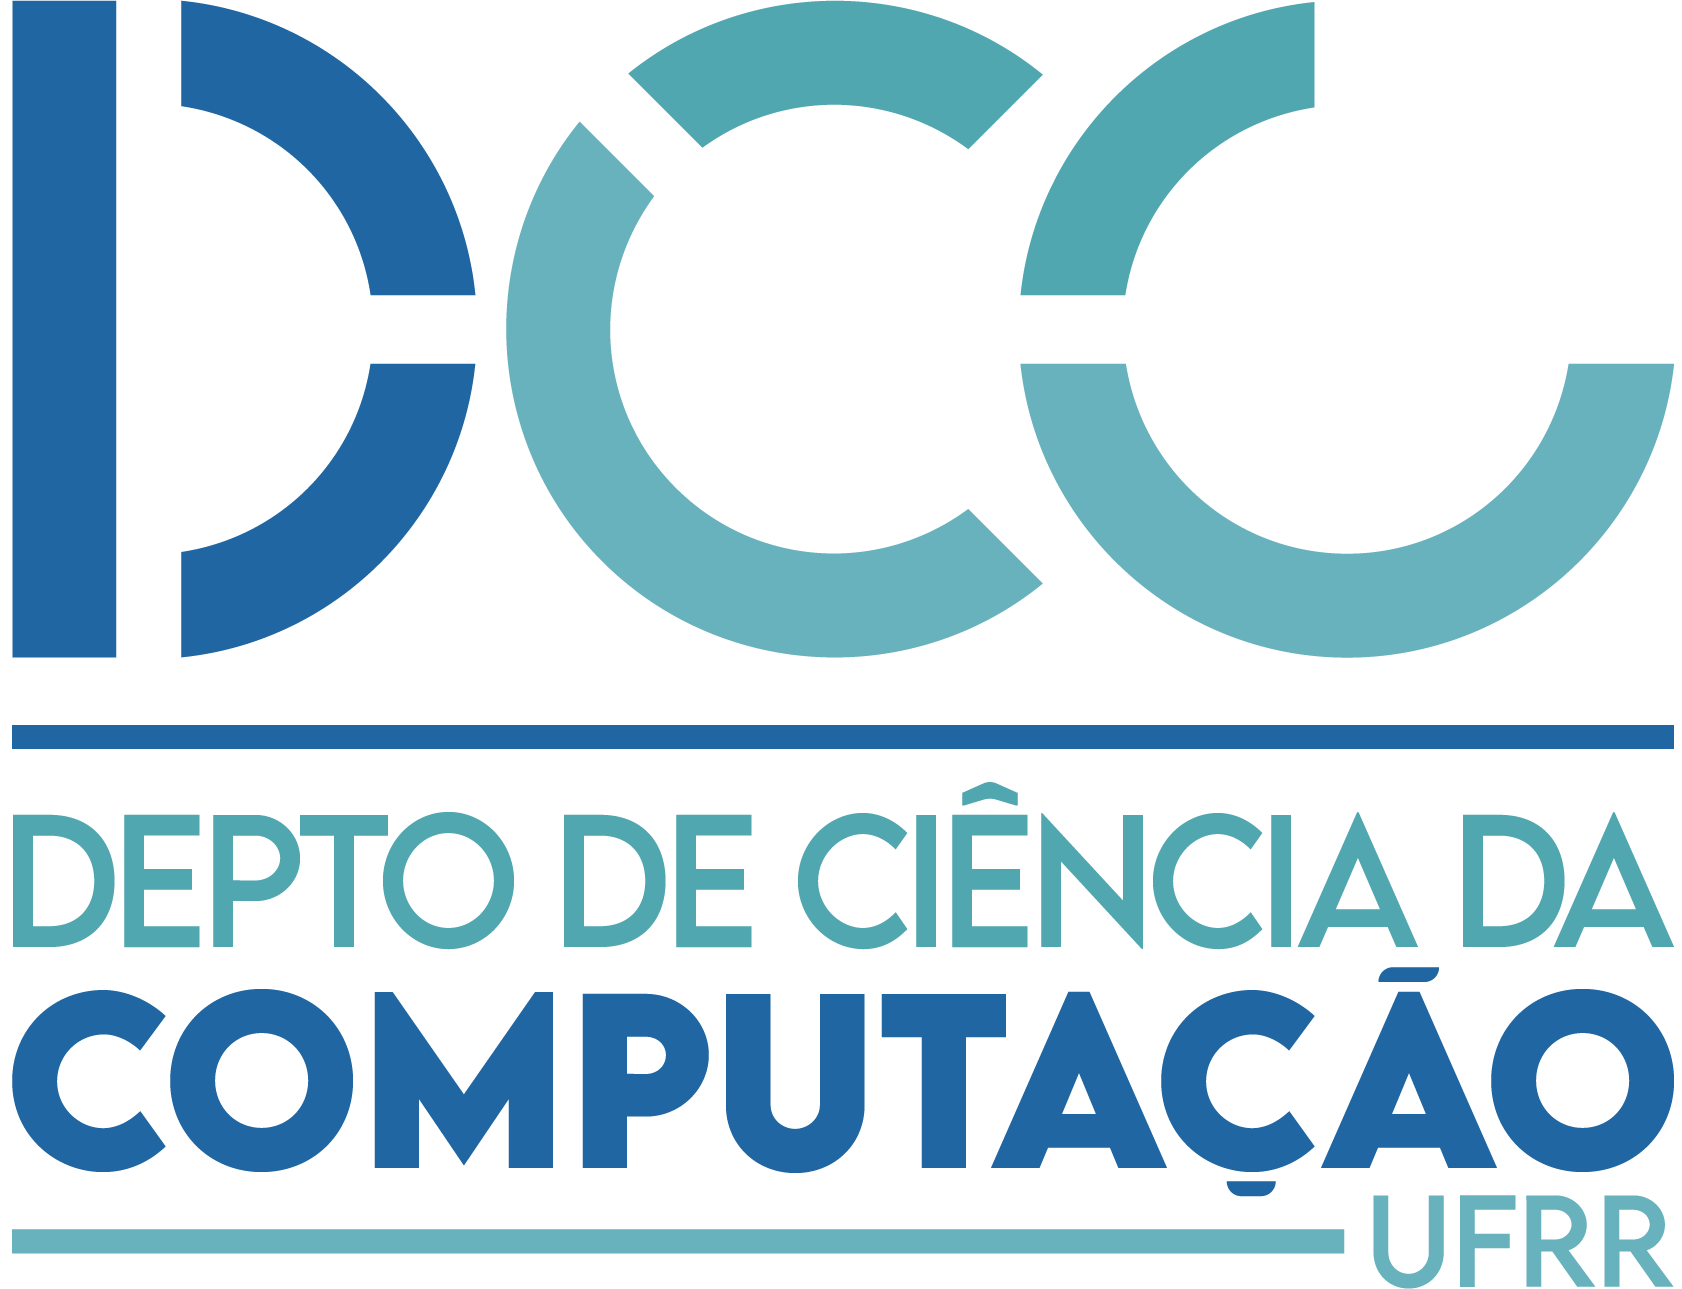 DCC
DEPTO DE CIÊNCIA DA
COMPUTAÇÃO
UFRR